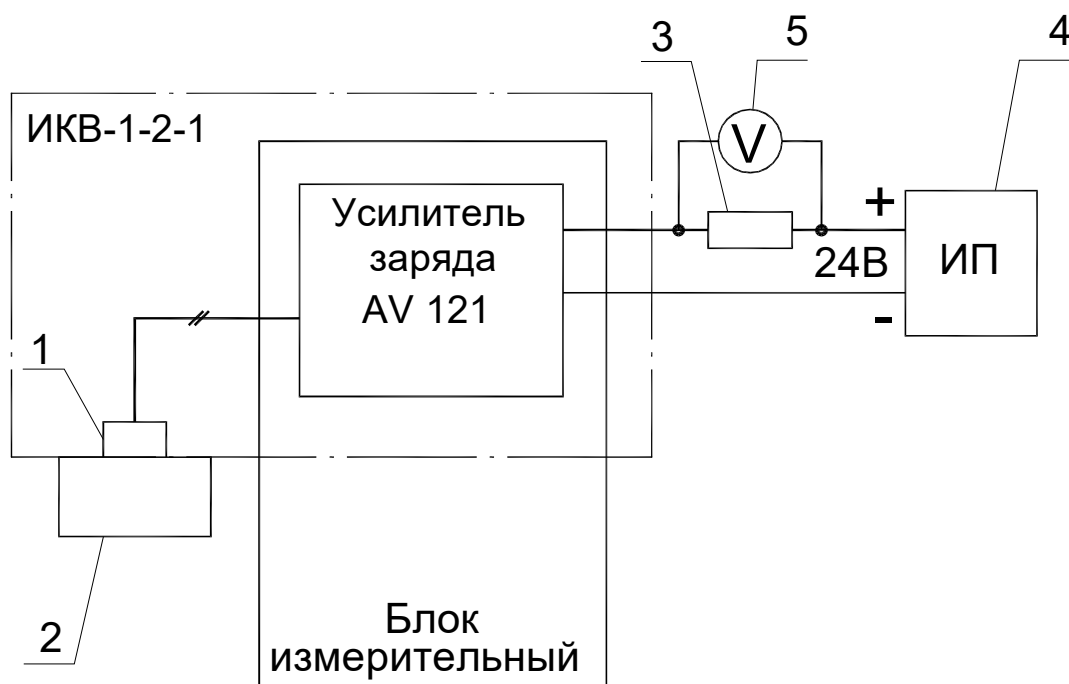 3
5
4
ИКВ-1-2-1
V
Усилитель
заряда
AV 121
+
24В
-
ИП
1
2
Блок
измерительный